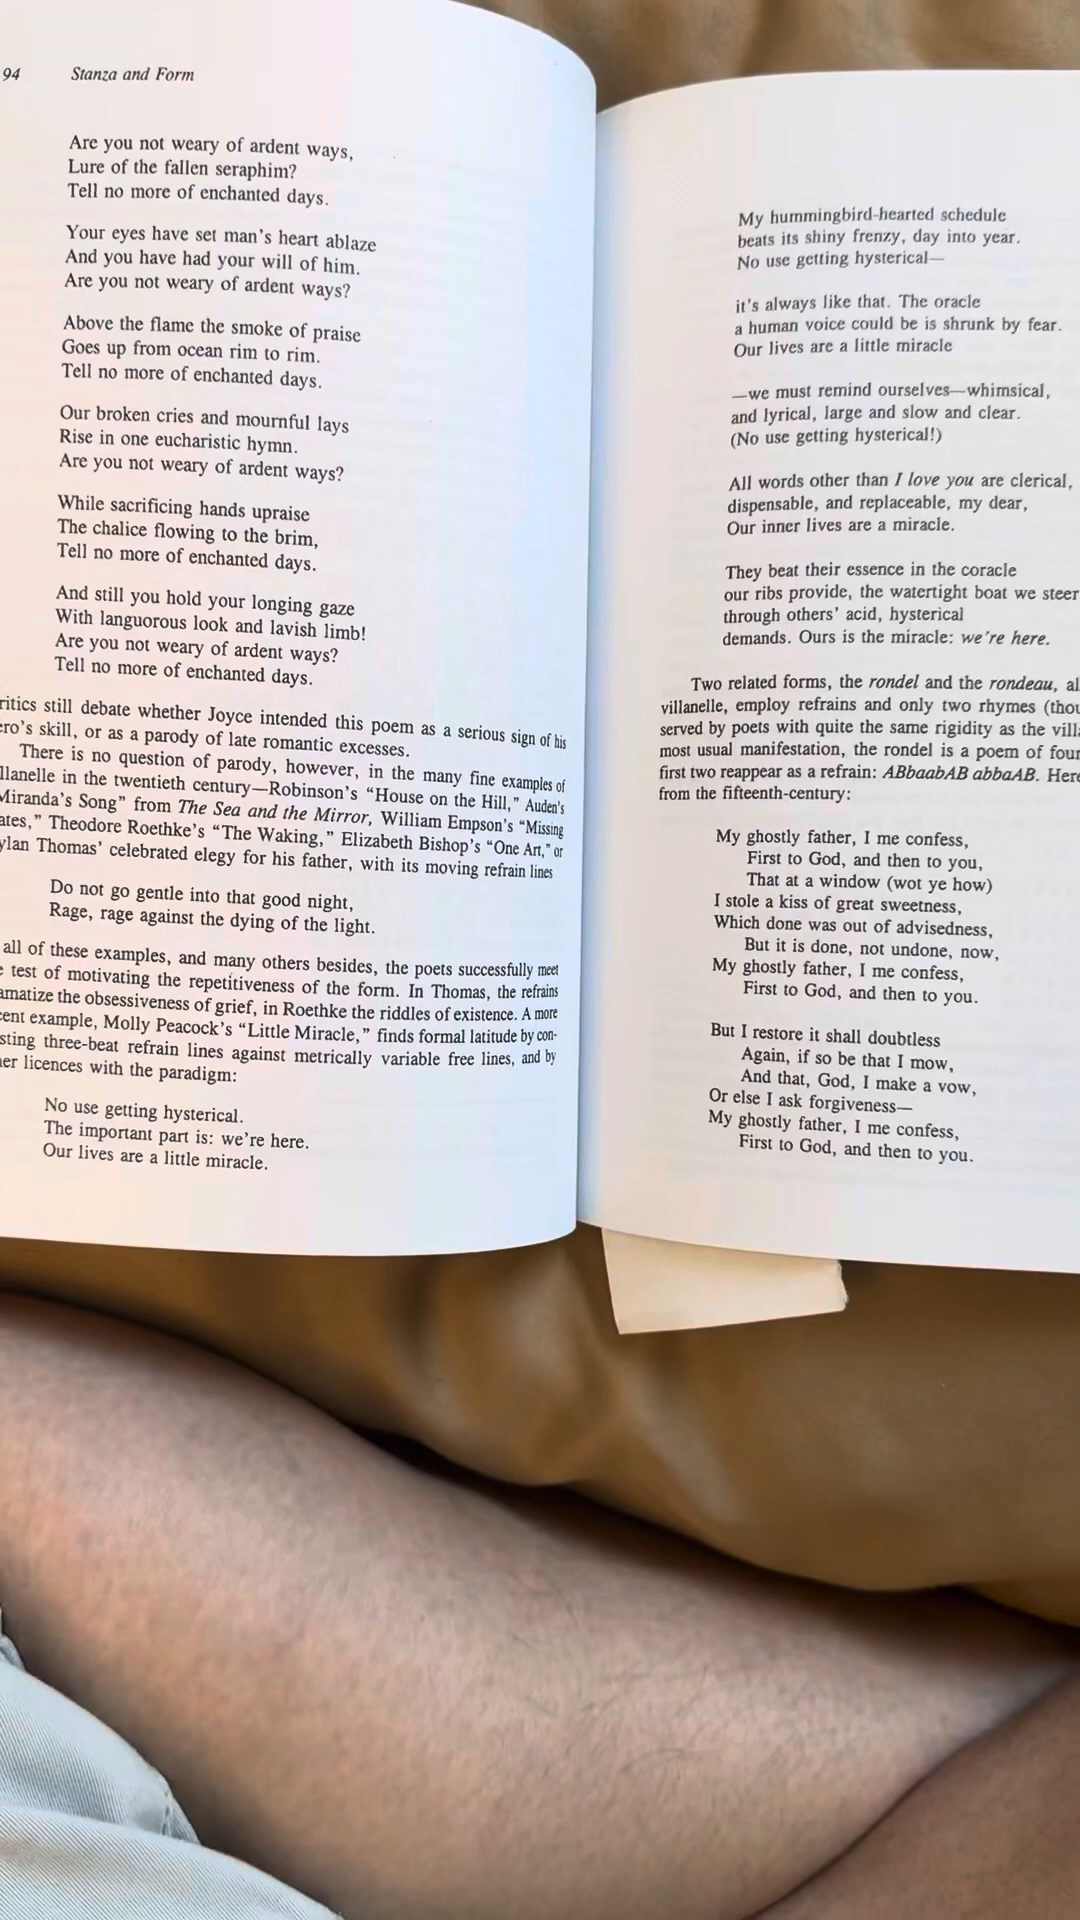 94 Stanza and Form
Are you not weary of ardent ways,
Lure of the fallen seraphim?
Tell no more of enchanted days.
Your eyes have set man's heart ablaze
And you have had your will of him.
Are you not weary of ardent ways?
Above the flame the smoke of praise
Goes up from ocean rim to rim.
Tell no more of enchanted days.
Our broken cries and mournful lays
Rise in one eucharistic hymn.
Are you not weary of ardent ways?
While sacrificing hands upraise
The chalice flowing to the brim,
Tell no more of enchanted days.
And still you hold your longing gaze
With languorous look and lavish limb!
Are you not weary of ardent ways?
Tell no more of enchanted days.
ritics still debate whether Joyce intended this poem as a serious sign of his
ero's skill, or as a parody of late romantic excesses.
There is no question of parody, however, in the many fine examples of
llanelle in the twentieth century—Robinson's "House on the Hill," Auden's
Miranda's Song" from The Sea and the Mirror, William Empson's "Missing
ates," Theodore Roethke's "The Waking," Elizabeth Bishop's "One Art," or
ylan Thomas' celebrated elegy for his father, with its moving refrain lines
Do not go gentle into that good night,
Rage, rage against the dying of the light.
all of these examples, and many others besides, the poets successfully meet
e test of motivating the repetitiveness of the form. In Thomas, the refrains
amatize the obsessiveness of grief, in Roethke the riddles of existence. A more
cent example, Molly Peacock's "Little Miracle," finds formal latitude by con-
sting three-beat refrain lines against metrically variable free lines, and by
her licences with the paradigm:
No use getting hysterical.
The important part is: we're here.
Our lives are a little miracle.
My hummingbird-hearted schedule
beats its shiny frenzy, day into year.
No use getting hysterical—
it's always like that. The oracle
a human voice could be is shrunk by fear.
Our lives are a little miracle
—we must remind ourselves—whimsical,
and lyrical, large and slow and clear.
(No use getting hysterical!)
All words other than I love you are clerical,
dispensable, and replaceable, my dear,
Our inner lives are a miracle.
They beat their essence in the coracle
our ribs provide, the watertight boat we steer
through others' acid, hysterical
demands. Ours is the miracle: we're here.
Two related forms, the rondel and the rondeau, al
villanelle, employ refrains and only two rhymes (thou
served by poets with quite the same rigidity as the villa
most usual manifestation, the rondel is a poem of four
first two reappear as a refrain: ABbaabAB abbaAB. Here
from the fifteenth-century:
My ghostly father, I me confess,
First to God, and then to you,
That at a window (wot ye how)
I stole a kiss of great sweetness,
Which done was out of advisedness,
But it is done, not undone, now,
My ghostly father, I me confess,
First to God, and then to you.
But I restore it shall doubtless
Again, if so be that I mow,
And that, God, I make a vow,
Or else I ask forgiveness—
My ghostly father, I me confess,
First to God, and then to you.